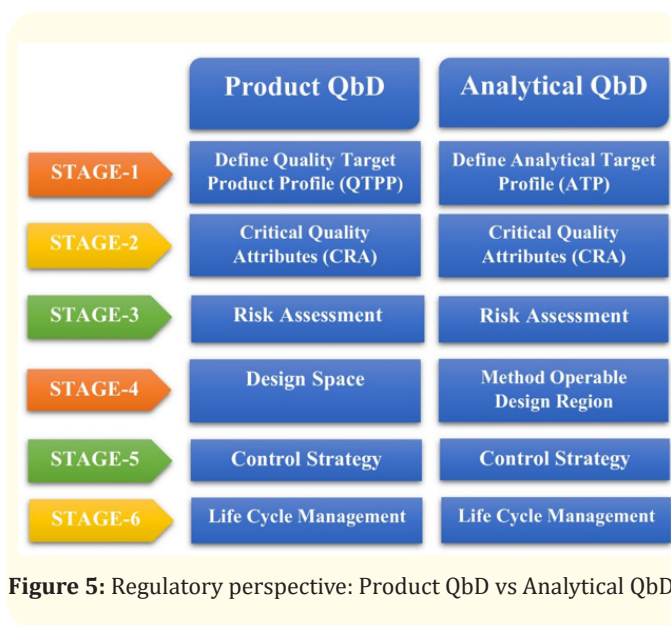 Product QbD
Analytical QbD
STAGE-1
Define Quality Target
Product Profile (QTPP)
Define Analytical Target
Profile (ATP)
STAGE-2
Critical Quality
Attributes (CRA)
Critical Quality
Attributes (CRA)
STAGE-3
Risk Assessment
Risk Assessment
STAGE-4
Design Space
Method Operable
Design Region
STAGE-5
Control Strategy
Control Strategy
STAGE-6
Life Cycle Management
Life Cycle Management
Figure 5: Regulatory perspective: Product QbD vs Analytical QbD